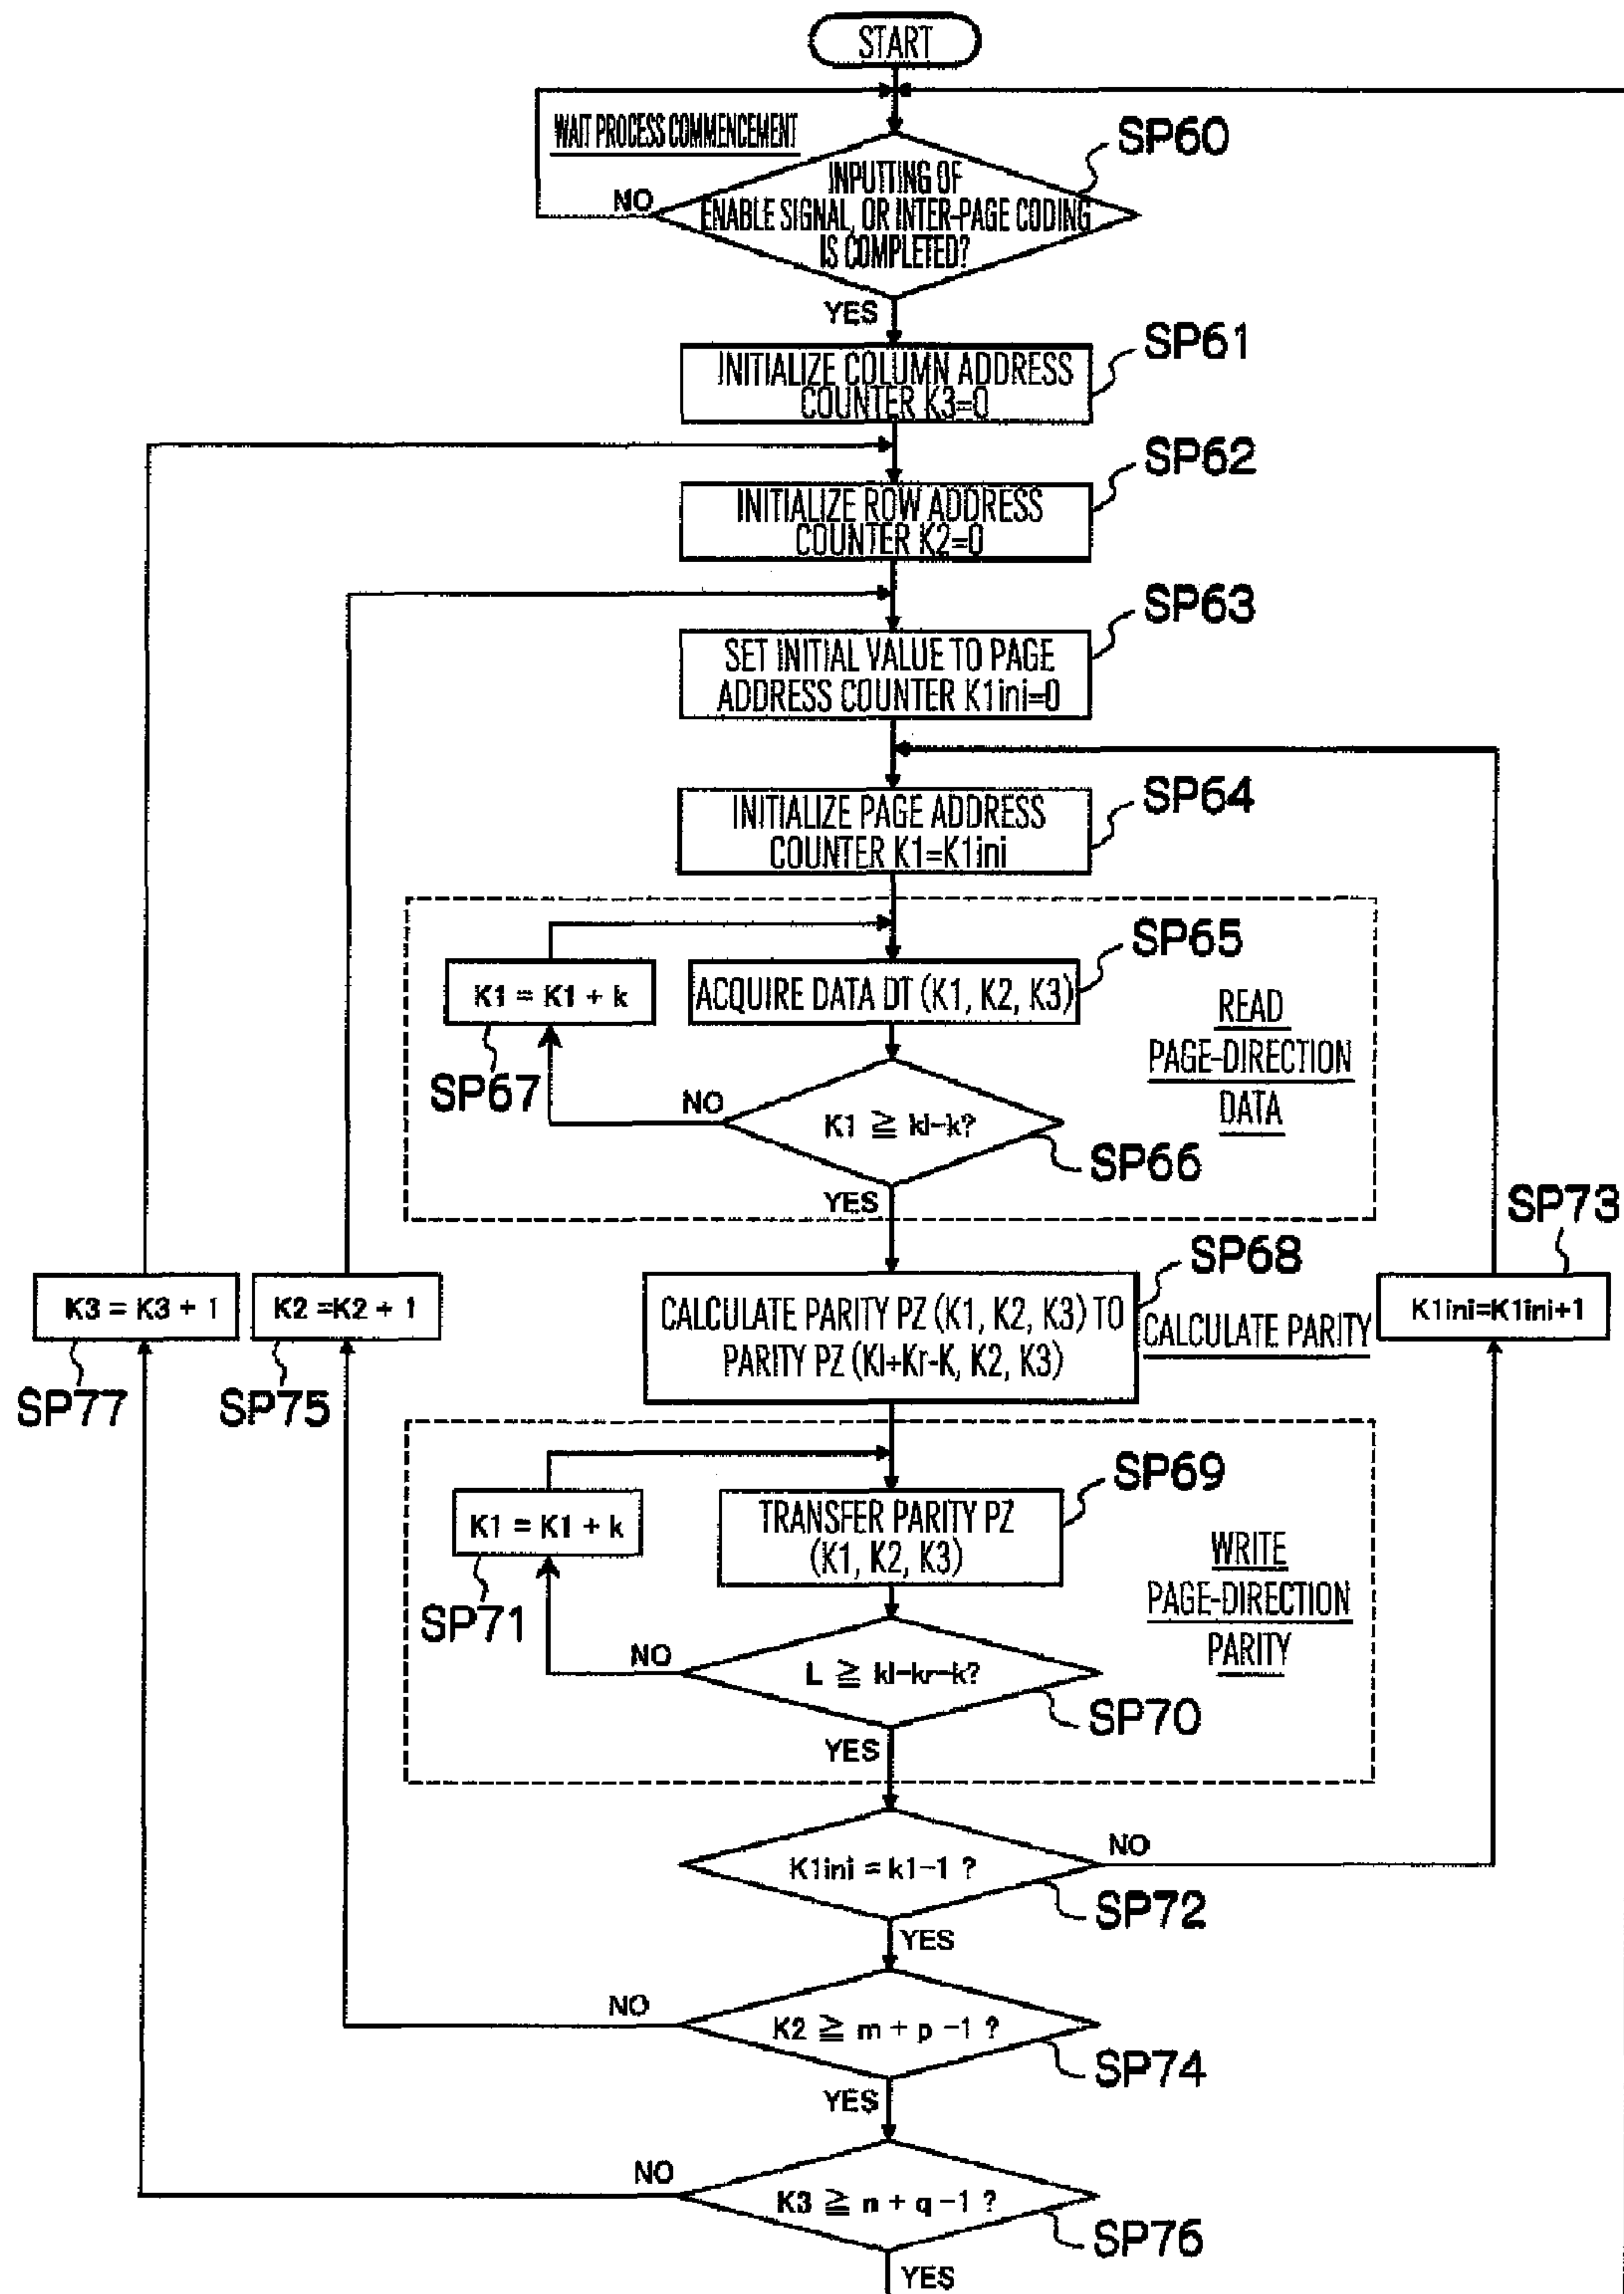 START
WAIT PROCESS COMMENCEMENT
SP60
INPUTTING OF
ENABLE SIGNAL, OR INTER-PAGE CODING
IS COMPLETED?
NO
YES
SP61
INITIALIZE COLUMN ADDRESS
COUNTER K3=0
SP62
INITIALIZE ROW ADDRESS
COUNTER K2=0
SP63
SET INITIAL VALUE TO PAGE
ADDRESS COUNTER K1ini=0
SP64
INITIALIZE PAGE ADDRESS
COUNTER K1=K1ini
SP65
K1 = K1 + k
ACQUIRE DATA DT (K1, K2, K3)
READ
PAGE-DIRECTION
DATA
SP67
NO
K1 ≧ kl-k?
SP66
YES
SP73
SP68
K3 = K3 + 1
K2 =K2 + 1
CALCULATE PARITY PZ (K1, K2, K3) TO
PARITY PZ (Kl+Kr-K, K2, K3)
CALCULATE PARITY
K1ini=K1ini+1
SP77
SP75
SP69
K1 = K1 + k
TRANSFER PARITY PZ
(K1, K2, K3)
WRITE
PAGE-DIRECTION
PARITY
SP71
NO
L ≧ kl-kr-k?
SP70
YES
K1ini = k1-1 ?
NO
SP72
YES
NO
K2 ≧ m + p -1 ?
SP74
YES
NO
K3 ≧ n + q -1 ?
SP76
YES